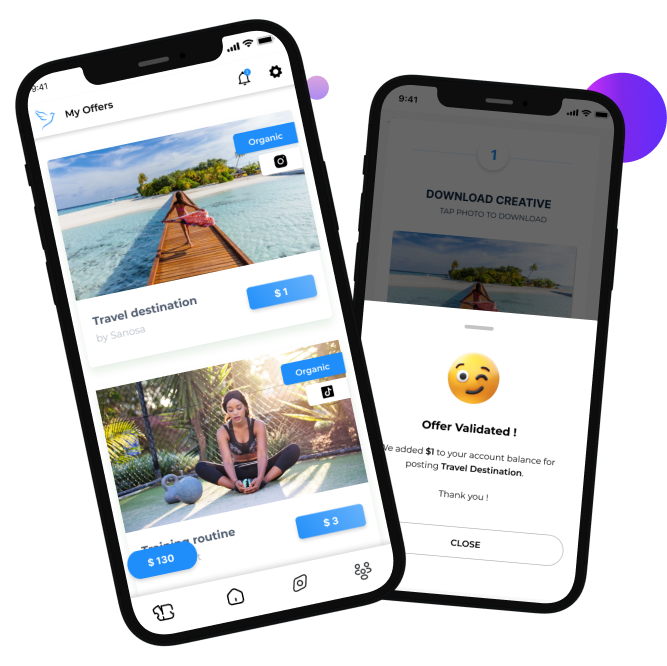 9:41
My Offers
Organic
Travel destination
$ 1
by Sanosa
Organic
Training routine
$ 3
$ 130
9:41
1
DOWNLOAD CREATIVE
TAP PHOTO TO DOWNLOAD
Offer Validated !
We added $1 to your account balance for
posting Travel Destination.
Thank you !
CLOSE